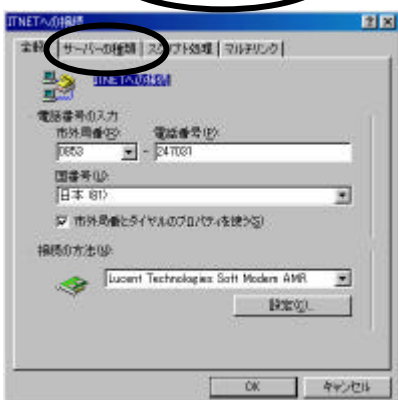 ITNETへの接続
全般 サーバーの種類 スクリプト処理 マルチリンク
ITNETへの接続
電話番号の入力
市外局番(R): 電話番号(P):
0853 - 247031
国番号(U):
日本 (81)
市外局番とダイヤルのプロパティを使う(S)
接続の方法(N):
Lucent Technologies Soft Modem AMR
設定(C)...
OK キャンセル